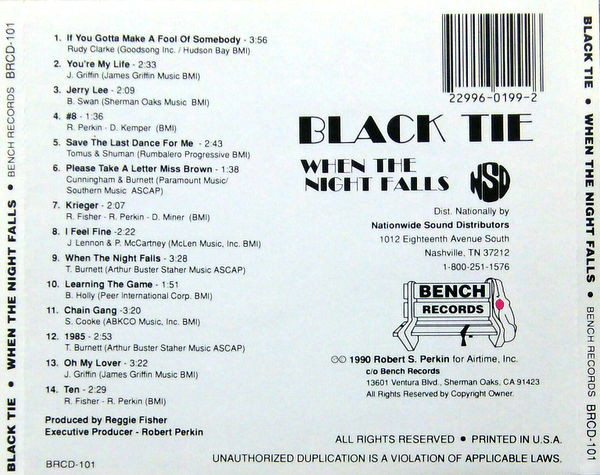 BLACK TIE • WHEN THE NIGHT FALLS • BENCH RECORDS BRCD-101
1. If You Gotta Make A Fool Of Somebody - 3:56
Rudy Clarke (Goodsong Inc. / Hudson Bay BMI)
2. You're My Life - 2:33
J. Griffin (James Griffin Music BMI)
3. Jerry Lee - 2:09
B. Swan (Sherman Oaks Music BMI)
4. #8 - 1:36
R. Perkin - D. Kemper (BMI)
5. Save The Last Dance For Me - 2:43
Tomus & Shuman (Rumbalero Progressive BMI)
6. Please Take A Letter Miss Brown - 1:38
Cunningham & Burnett (Paramount Music/
Southern Music ASCAP)
7. Krieger - 2:07
R. Fisher - R. Perkin - D. Miner (BMI)
8. I Feel Fine -2:22
J. Lennon & P. McCartney (McLen Music, Inc. BMI)
9. When The Night Falls - 3:28
T. Burnett (Arthur Buster Staher Music ASCAP)
10. Learning The Game - 1:51
B. Holly (Peer International Corp. BMI)
11. Chain Gang -3:20
S. Cooke (ABKCO Music, Inc. BMI)
12. 1985 - 2:53
T. Burnett (Arthur Buster Staher Music ASCAP)
13. Oh My Lover - 3:22
J. Griffin (James Griffin Music BMI)
14. Ten - 2:29
R. Fisher - R. Perkin (BMI)
Produced by Reggie Fisher
Executive Producer - Robert Perkin
BRCD-101
22996-0199-2
BLACK TIE
WHEN THE
NIGHT FALLS
NSD
Dist. Nationally by
Nationwide Sound Distributors
1012 Eighteenth Avenue South
Nashville, TN 37212
1-800-251-1576
BENCH
RECORDS
©© 1990 Robert S. Perkin for Airtime, Inc.
c/o Bench Records
13601 Ventura Blvd., Sherman Oaks, CA 91423
All Rights Reserved by Copyright Owner.
ALL RIGHTS RESERVED • PRINTED IN U.S.A.
UNAUTHORIZED DUPLICATION IS A VIOLATION OF APPLICABLE LAWS.
BLACK TIE • WHEN THE NIGHT FALLS • BENCH RECORDS BRCD-101